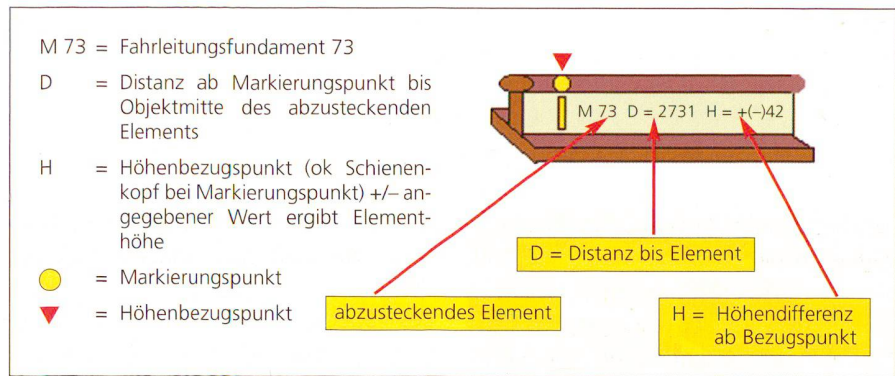 M 73 = Fahrleitungsfundament 73
D = Distanz ab Markierungspunkt bis
Objektmitte des abzusteckenden
Elements
H = Höhenbezugspunkt (ok Schienen-
kopf bei Markierungspunkt) +/– an-
gegebener Wert ergibt Element-
höhe
= Markierungspunkt
= Höhenbezugspunkt
M 73 D = 2731 H = +(–)42
D = Distanz bis Element
abzusteckendes Element
H = Höhendifferenz
ab Bezugspunkt